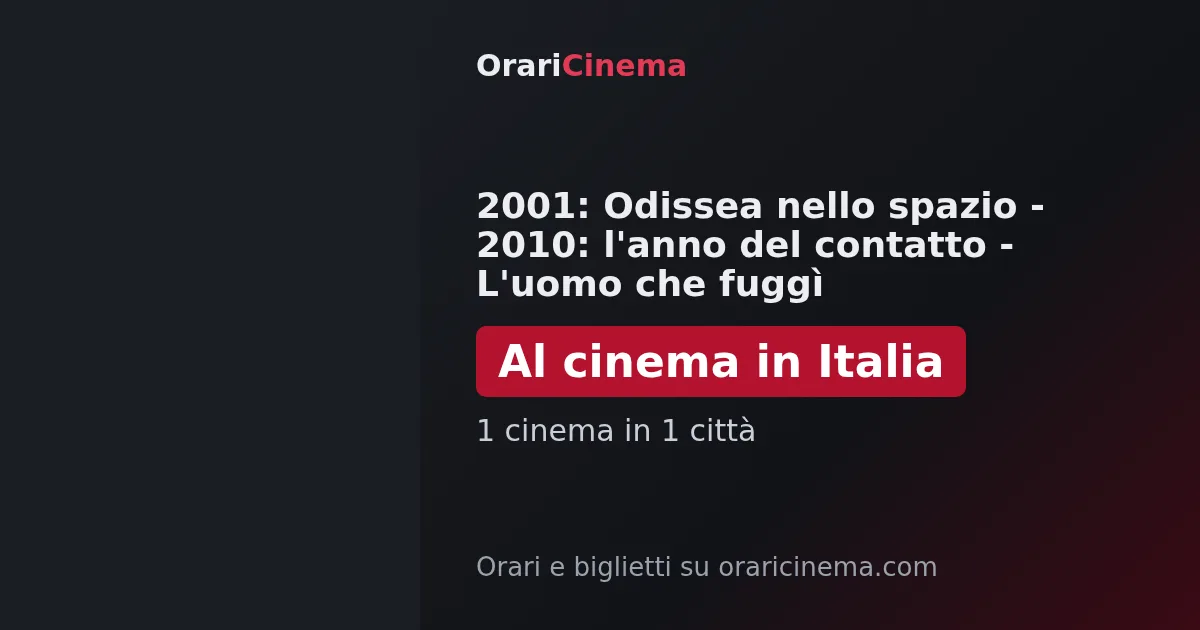 OrariCinema
2001: Odissea nello spazio -
2010: l'anno del contatto -
L'uomo che fuggì
Al cinema in Italia
1 cinema in 1 città
Orari e biglietti su oraricinema.com